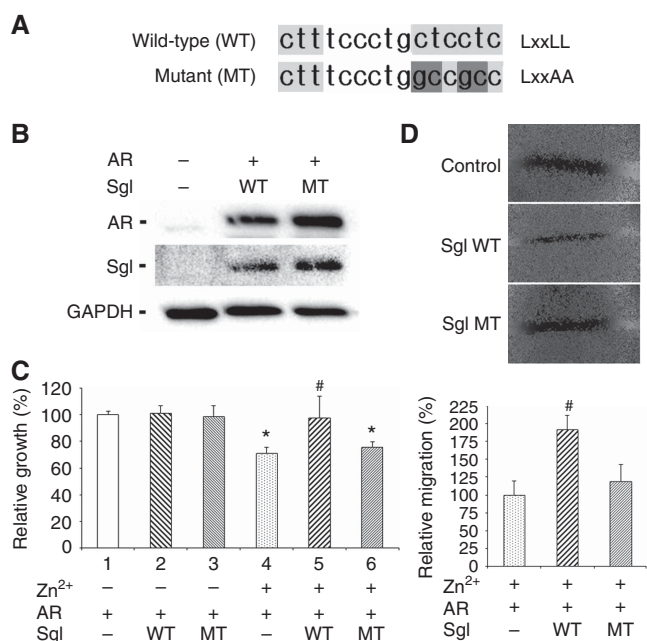 A
Wild-type (WT) ctttccctgctcctc LxxLL
Mutant (MT) ctttccctggccgcc LxxAA
B
AR – + +
Sgl – WT MT
AR
Sgl
GAPDH
C
Relative growth (%)
120
100
80
60
40
20
0
* # *
1 2 3 4 5 6
Zn2+ – – – + + +
AR + + + + + +
Sgl – WT MT – WT MT
D
Control
Sgl WT
Sgl MT
Relative migration (%)
225
200
175
150
125
100
75
50
25
0
#
Zn2+ + + +
AR + + +
Sgl – WT MT